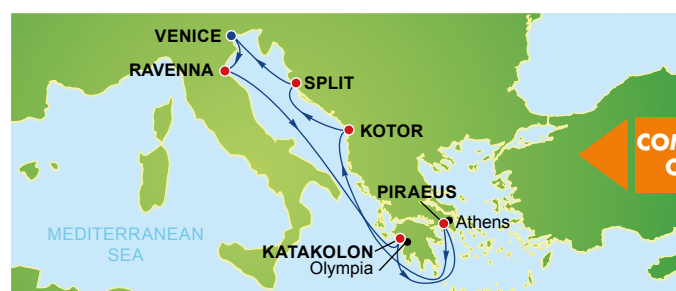 VENICE
RAVENNA
SPLIT
KOTOR
PIRAEUS
Athens
MEDITERRANEAN
SEA
KATAKOLON
Olympia